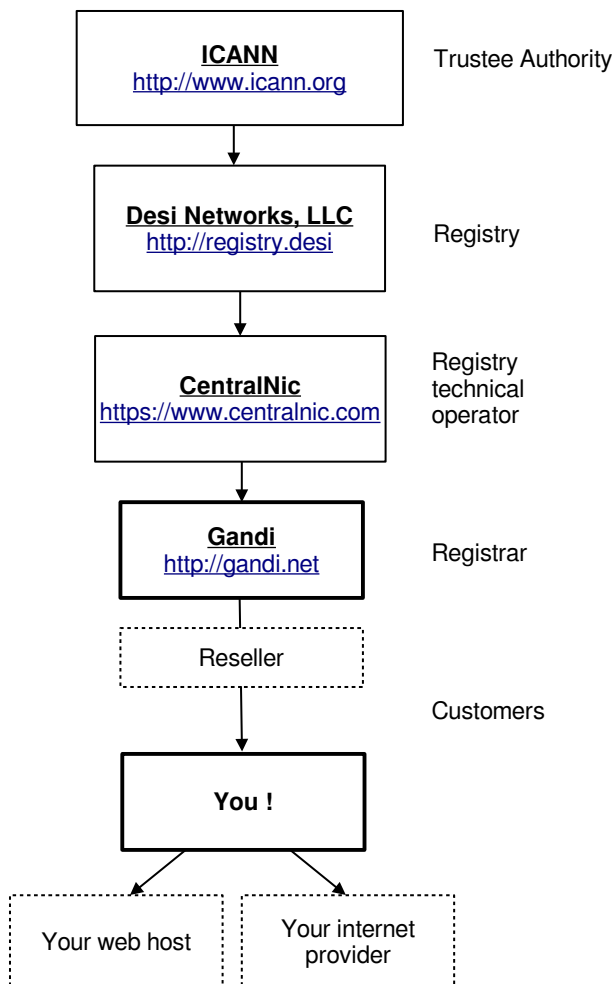 ICANN
http://www.icann.org
Trustee Authority
Desi Networks, LLC
http://registry.desi
Registry
CentralNic
https://www.centralnic.com
Registry
technical
operator
Gandi
http://gandi.net
Registrar
Reseller
Customers
You !
Your web host
Your internet
provider